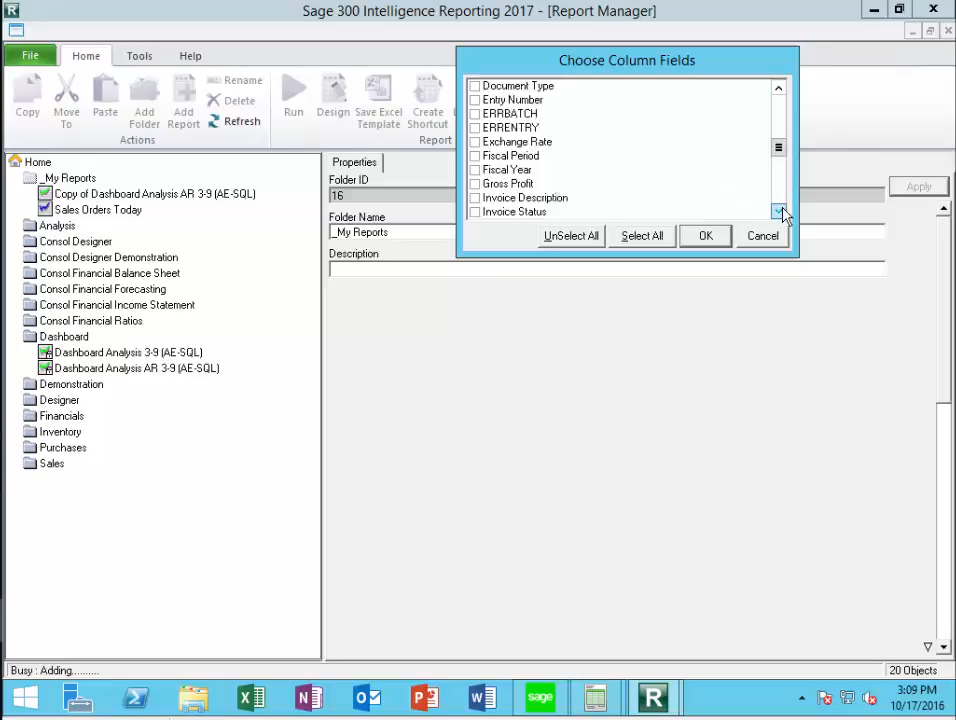 Sage 300 Intelligence Reporting 2017 - [Report Manager]
File Home Tools Help
Copy
Move To
Paste
Add Folder
Add Report
Rename
Delete
Refresh
Actions
Run
Design
Save Excel Template
Create Shortcut
Report
Choose Column Fields
Document Type
Entry Number
ERRBATCH
ERRENTRY
Exchange Rate
Fiscal Period
Fiscal Year
Gross Profit
Invoice Description
Invoice Status
UnSelect All Select All OK Cancel
Home
_My Reports
Copy of Dashboard Analysis AR 3-9 (AE-SQL)
Sales Orders Today
Analysis
Consol Designer
Consol Designer Demonstration
Consol Financial Balance Sheet
Consol Financial Forecasting
Consol Financial Income Statement
Consol Financial Ratios
Dashboard
Dashboard Analysis 3-9 (AE-SQL)
Dashboard Analysis AR 3-9 (AE-SQL)
Demonstration
Designer
Financials
Inventory
Purchases
Sales
Properties
Folder ID
16
Apply
Folder Name
_My Reports
Description
Busy : Adding..........
20 Objects
sage
R
3:09 PM
10/17/2016